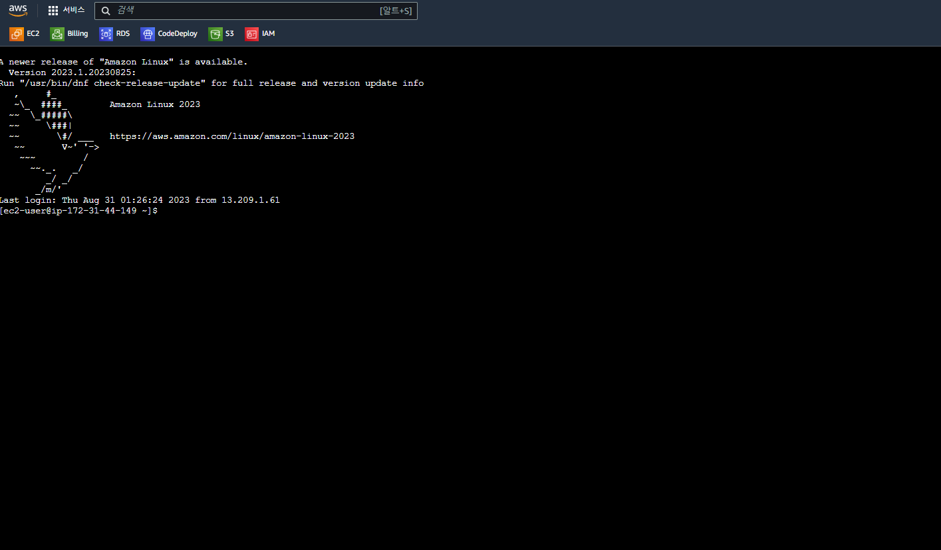 aws
서비스
검색
[알트+S]
EC2 Billing RDS CodeDeploy S3 IAM
A newer release of "Amazon Linux" is available.
  Version 2023.1.20230825:
Run "/usr/bin/dnf check-release-update" for full release and version update info
   ,     #_
   ~\_  ####_        Amazon Linux 2023
  ~~  \_#####\
  ~~     \###|
  ~~       \#/ ___   https://aws.amazon.com/linux/amazon-linux-2023
   ~~       V~' '->
    ~~~         /
      ~~._.   _/
         _/ _/
       _/m/'
Last login: Thu Aug 31 01:26:24 2023 from 13.209.1.61
[ec2-user@ip-172-31-44-149 ~]$